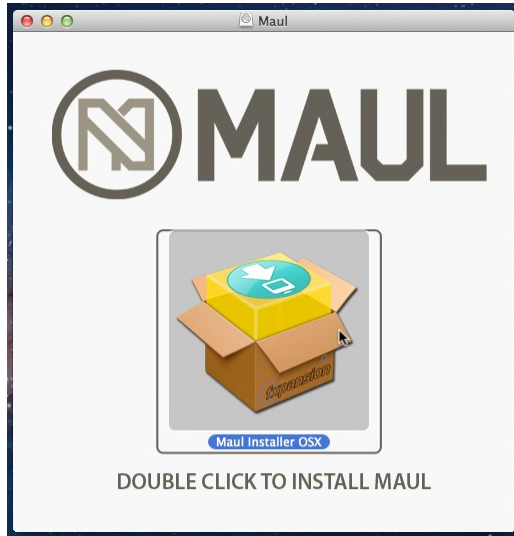 Maul
MAUL
fxpansion
Maul Installer OSX
DOUBLE CLICK TO INSTALL MAUL